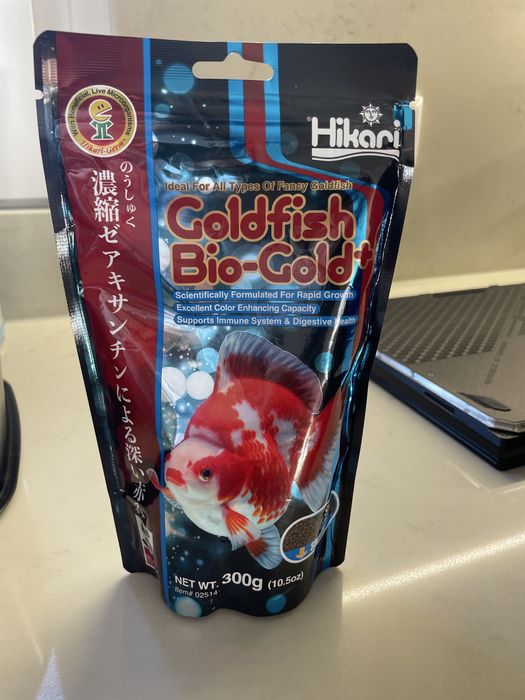 With Beneficial, Live Microorganisms
Hikari-Germ
Hikari
のうしゅく
濃縮ゼアキサンチンによる深い赤
Ideal For All Types Of Fancy Goldfish
Goldfish
Bio-Gold+
Scientifically Formulated For Rapid Growth
Excellent Color Enhancing Capacity
Supports Immune System & Digestive Health
NET WT. 300g (10.5oz)
Item# 02514